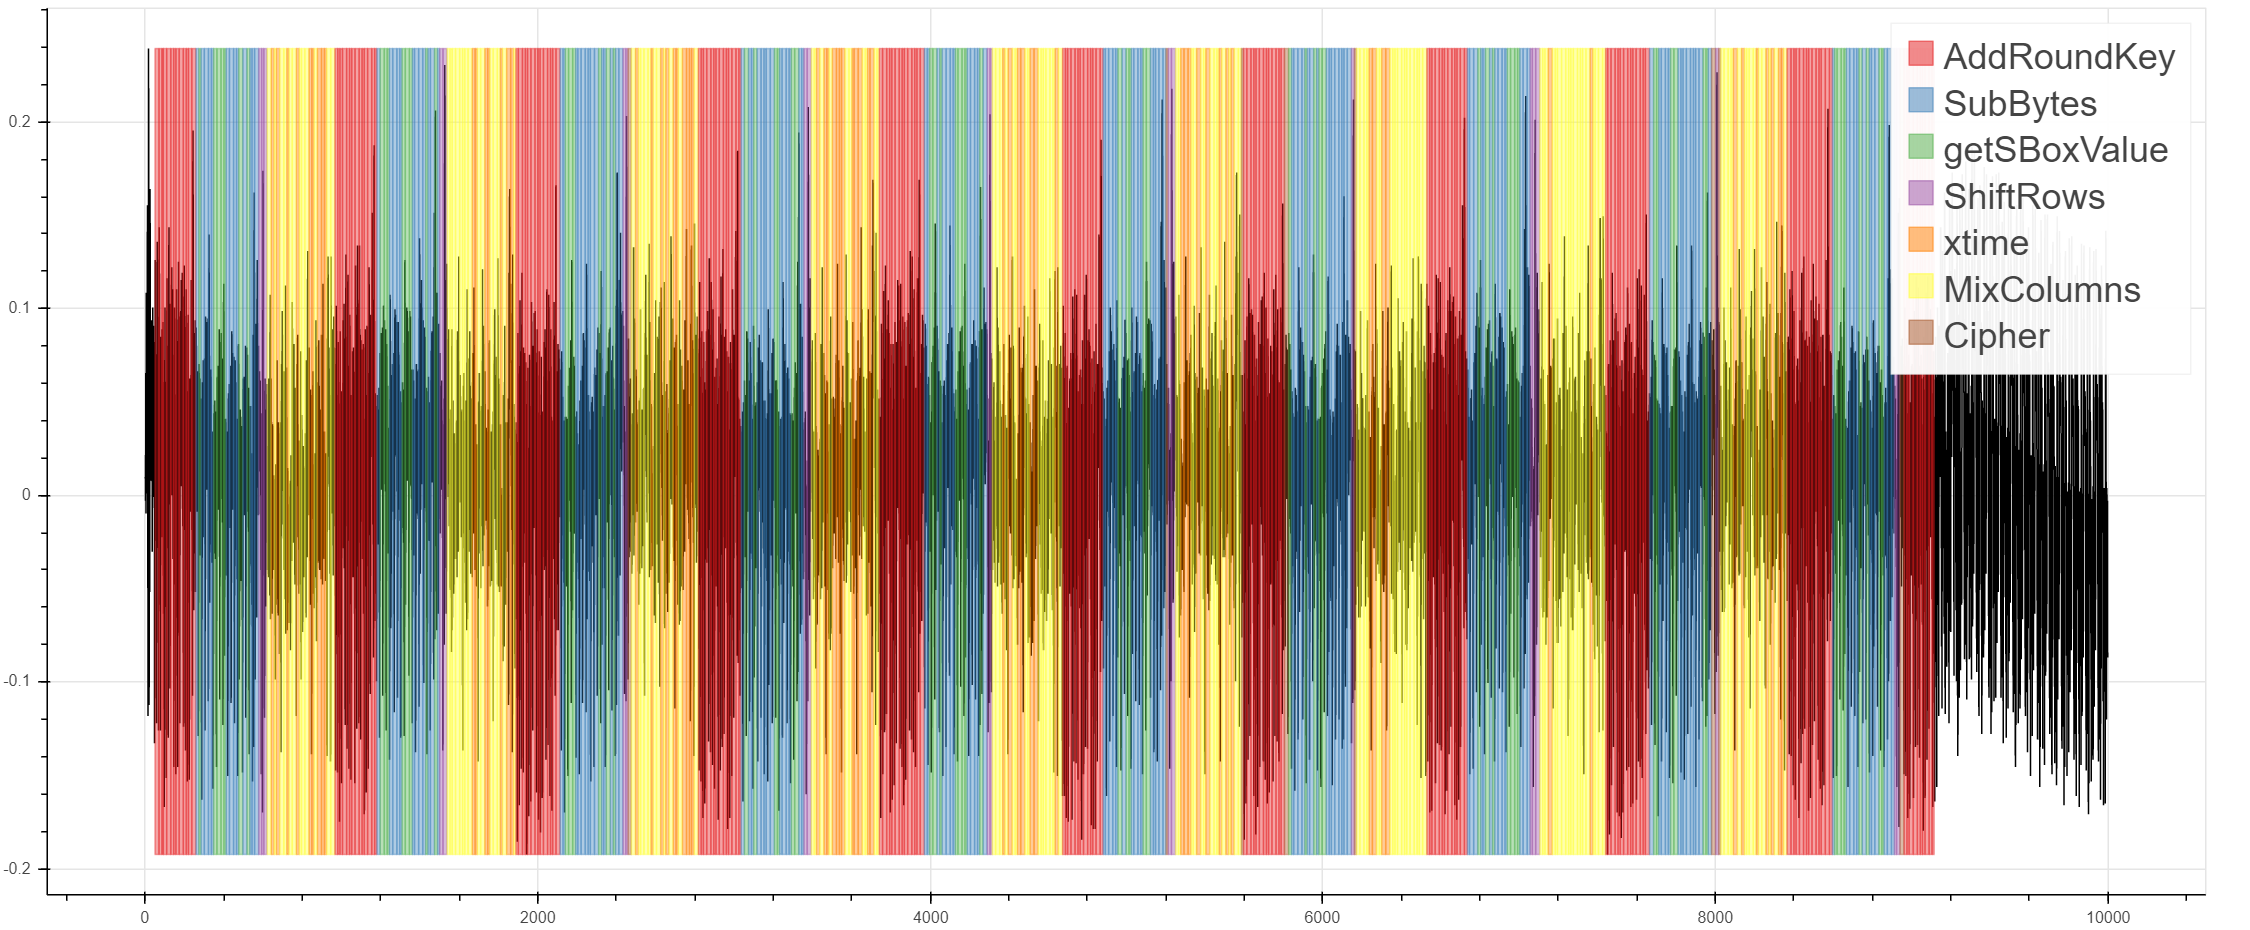 AddRoundKey
SubBytes
getSBoxValue
ShiftRows
xtime
MixColumns
Cipher
0.2
0.1
0
-0.1
-0.2
0 2000 4000 6000 8000 10000